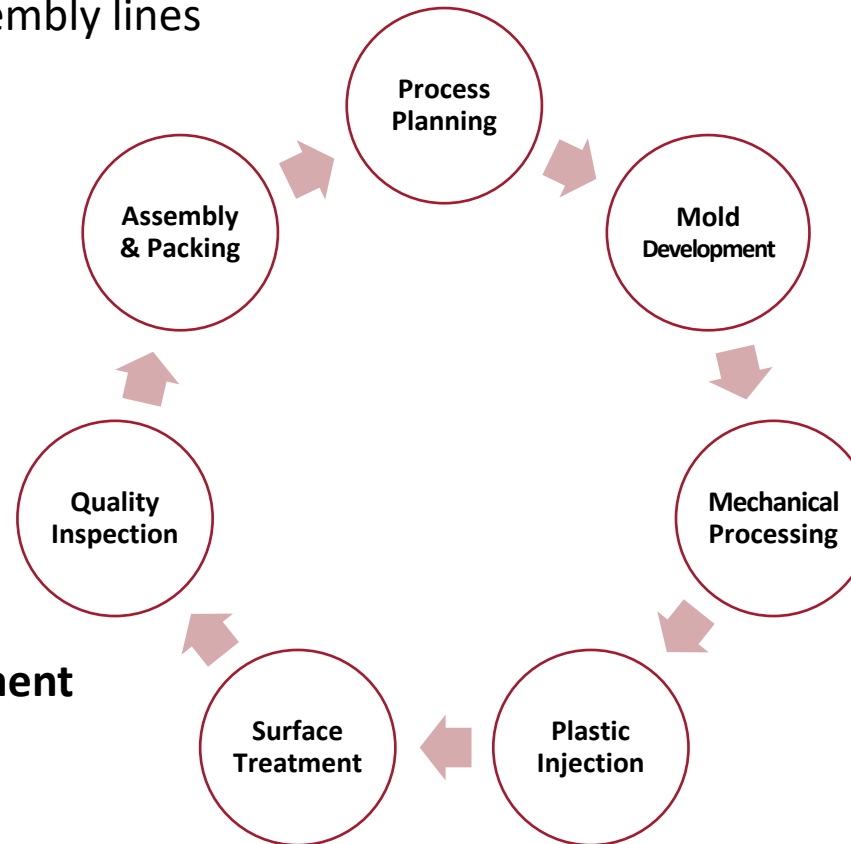 embly lines
Process
Planning
Assembly
& Packing
Mold
Development
Quality
Inspection
Mechanical
Processing
nent
Surface
Treatment
Plastic
Injection